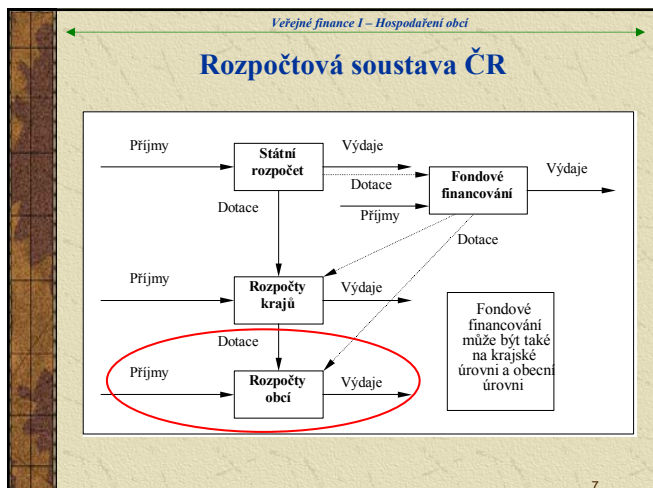 Veřejné finance I – Hospodaření obcí
Rozpočtová soustava ČR
Příjmy
Státní
rozpočet
Výdaje
Dotace
Fondové
financování
Výdaje
Příjmy
Dotace
Dotace
Příjmy
Rozpočty
krajů
Výdaje
Dotace
Příjmy
Rozpočty
obcí
Výdaje
Fondové
financování
může být také
na krajské
úrovni a obecní
úrovni
7